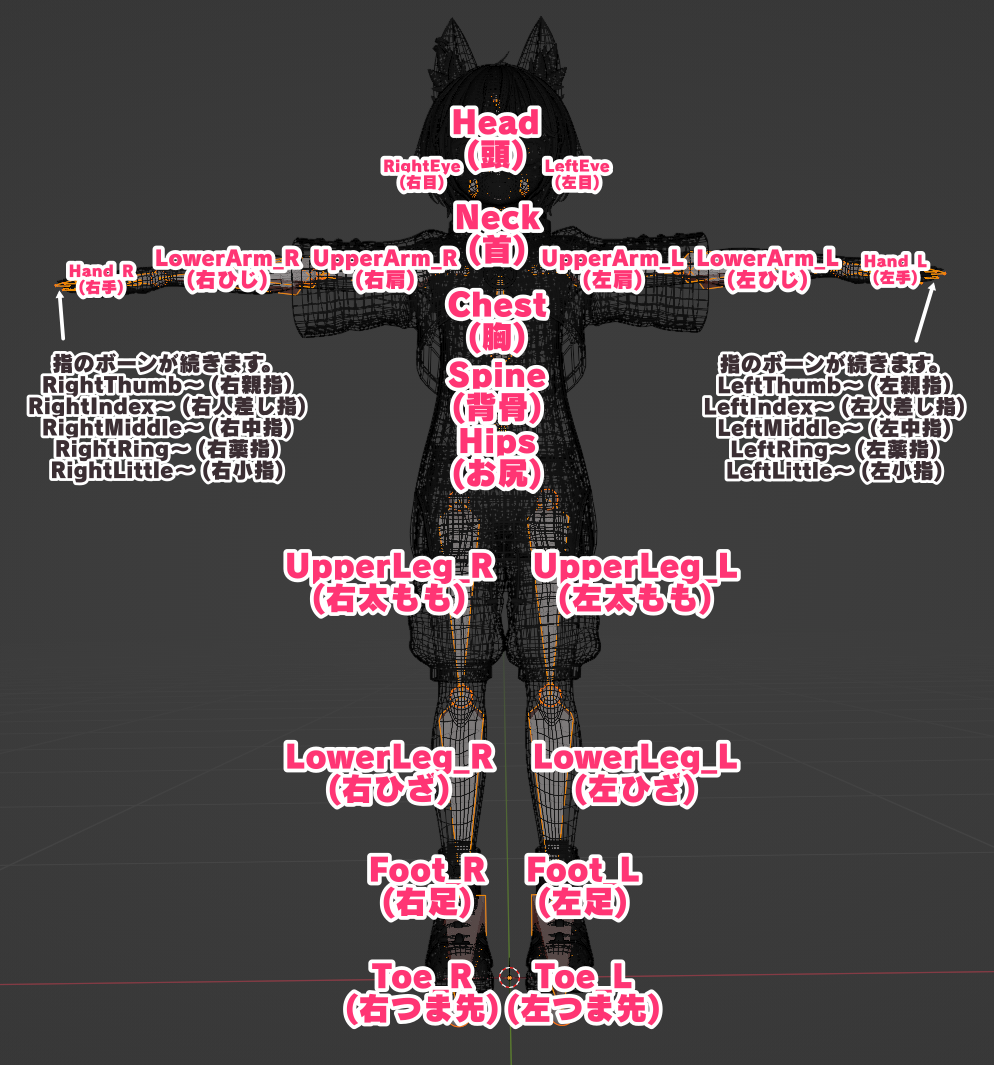 Head
(頭)
RightEye
(右目)
LeftEye
(左目)
Neck
(首)
Hand_R
(右手)
LowerArm_R
(右ひじ)
UpperArm_R
(右肩)
UpperArm_L
(左肩)
LowerArm_L
(左ひじ)
Hand_L
(左手)
Chest
(胸)
指のボーンが続きます。
RightThumb～ (右親指)
RightIndex～ (右人差し指)
RightMiddle～ (右中指)
RightRing～ (右薬指)
RightLittle～ (右小指)
Spine
(背骨)
Hips
(お尻)
指のボーンが続きます。
LeftThumb～ (左親指)
LeftIndex～ (左人差し指)
LeftMiddle～ (左中指)
LeftRing～ (左薬指)
LeftLittle～ (左小指)
UpperLeg_R
(右太もも)
UpperLeg_L
(左太もも)
LowerLeg_R
(右ひざ)
LowerLeg_L
(左ひざ)
Foot_R
(右足)
Foot_L
(左足)
Toe_R
(右つま先)
Toe_L
(左つま先)